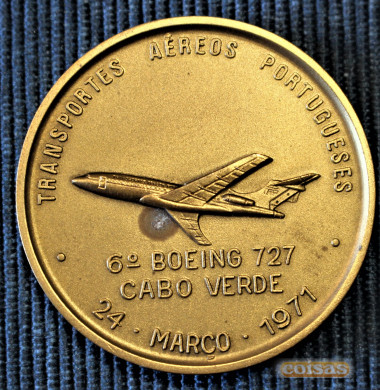 TRANSPORTES AÉREOS PORTUGUESES
6º BOEING 727
CABO VERDE
24 · MARÇO · 1971
coisas